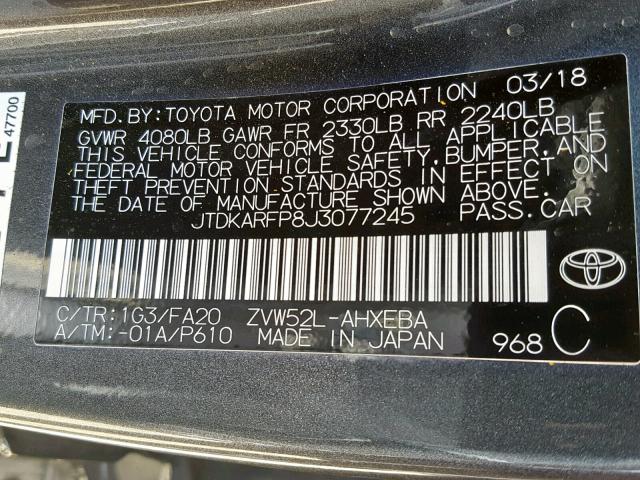 MFD.BY:TOYOTA MOTOR CORPORATION 03/18
GVWR 4080LB GAWR FR 2330LB RR 2240LB
THIS VEHICLE CONFORMS TO ALL APPLICABLE
FEDERAL MOTOR VEHICLE SAFETY,BUMPER,AND
THEFT PREVENTION STANDARDS IN EFFECT ON
THE DATE OF MANUFACTURE SHOWN ABOVE.
JTDKARFP8J3077245 PASS.CAR
C/TR:1G3/FA20 ZVW52L-AHXEBA
A/TM:-01A/P610 MADE IN JAPAN 968 C
47700